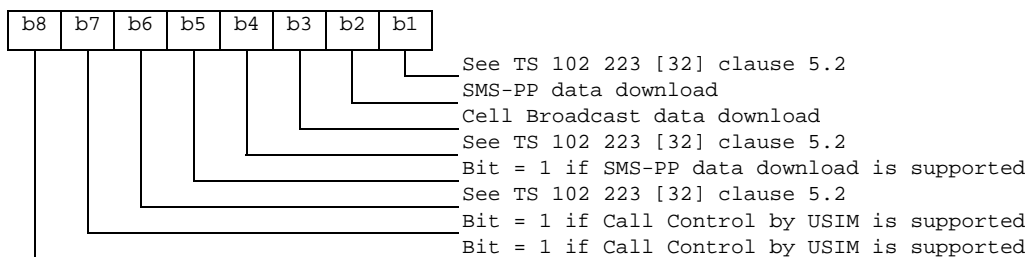 b8 b7 b6 b5 b4 b3 b2 b1
See TS 102 223 [32] clause 5.2
SMS-PP data download
Cell Broadcast data download
See TS 102 223 [32] clause 5.2
Bit = 1 if SMS-PP data download is supported
See TS 102 223 [32] clause 5.2
Bit = 1 if Call Control by USIM is supported
Bit = 1 if Call Control by USIM is supported